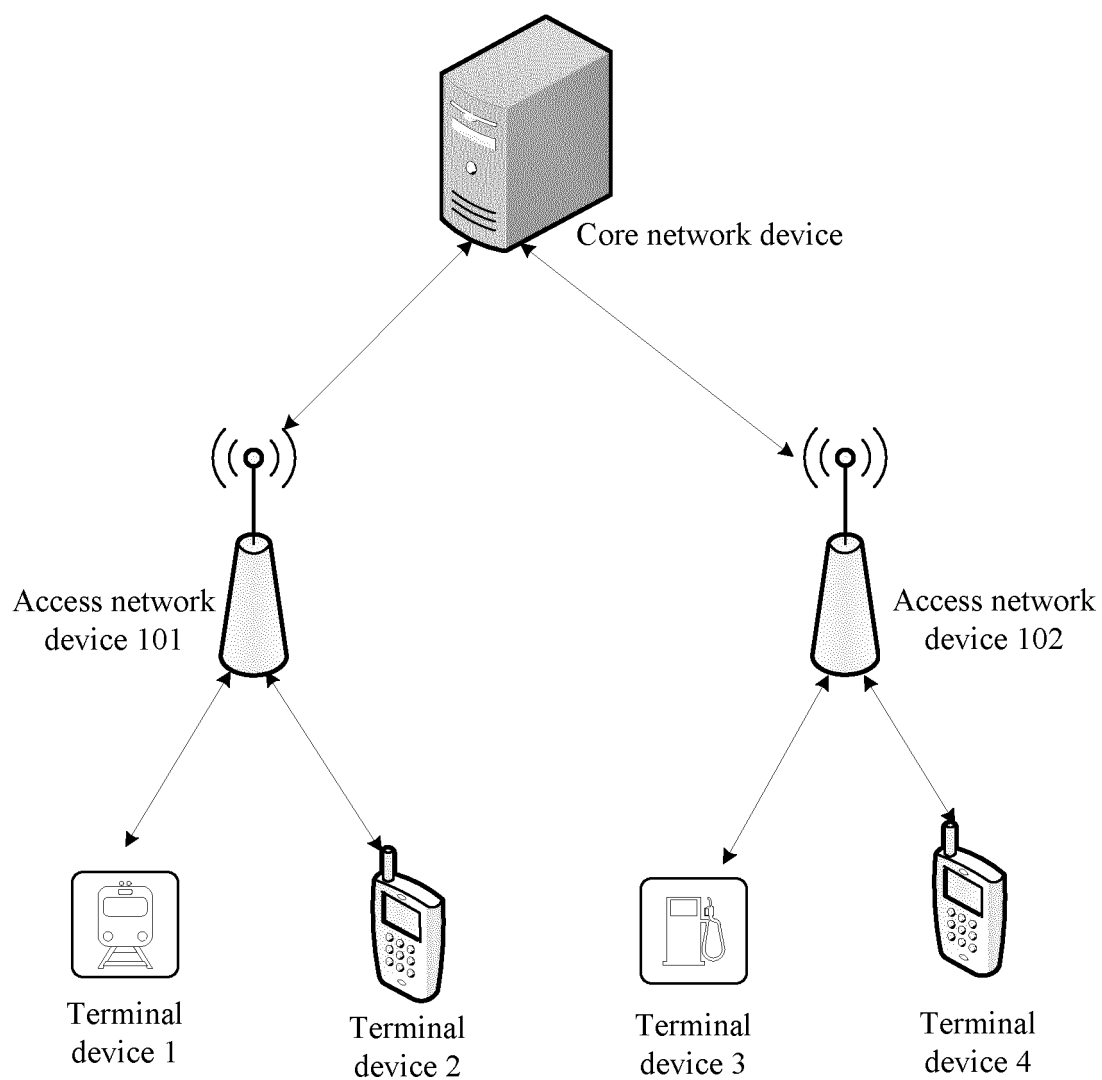 Core network device
Access network
device 101
Access network
device 102
Terminal
device 1
Terminal
device 2
Terminal
device 3
Terminal
device 4